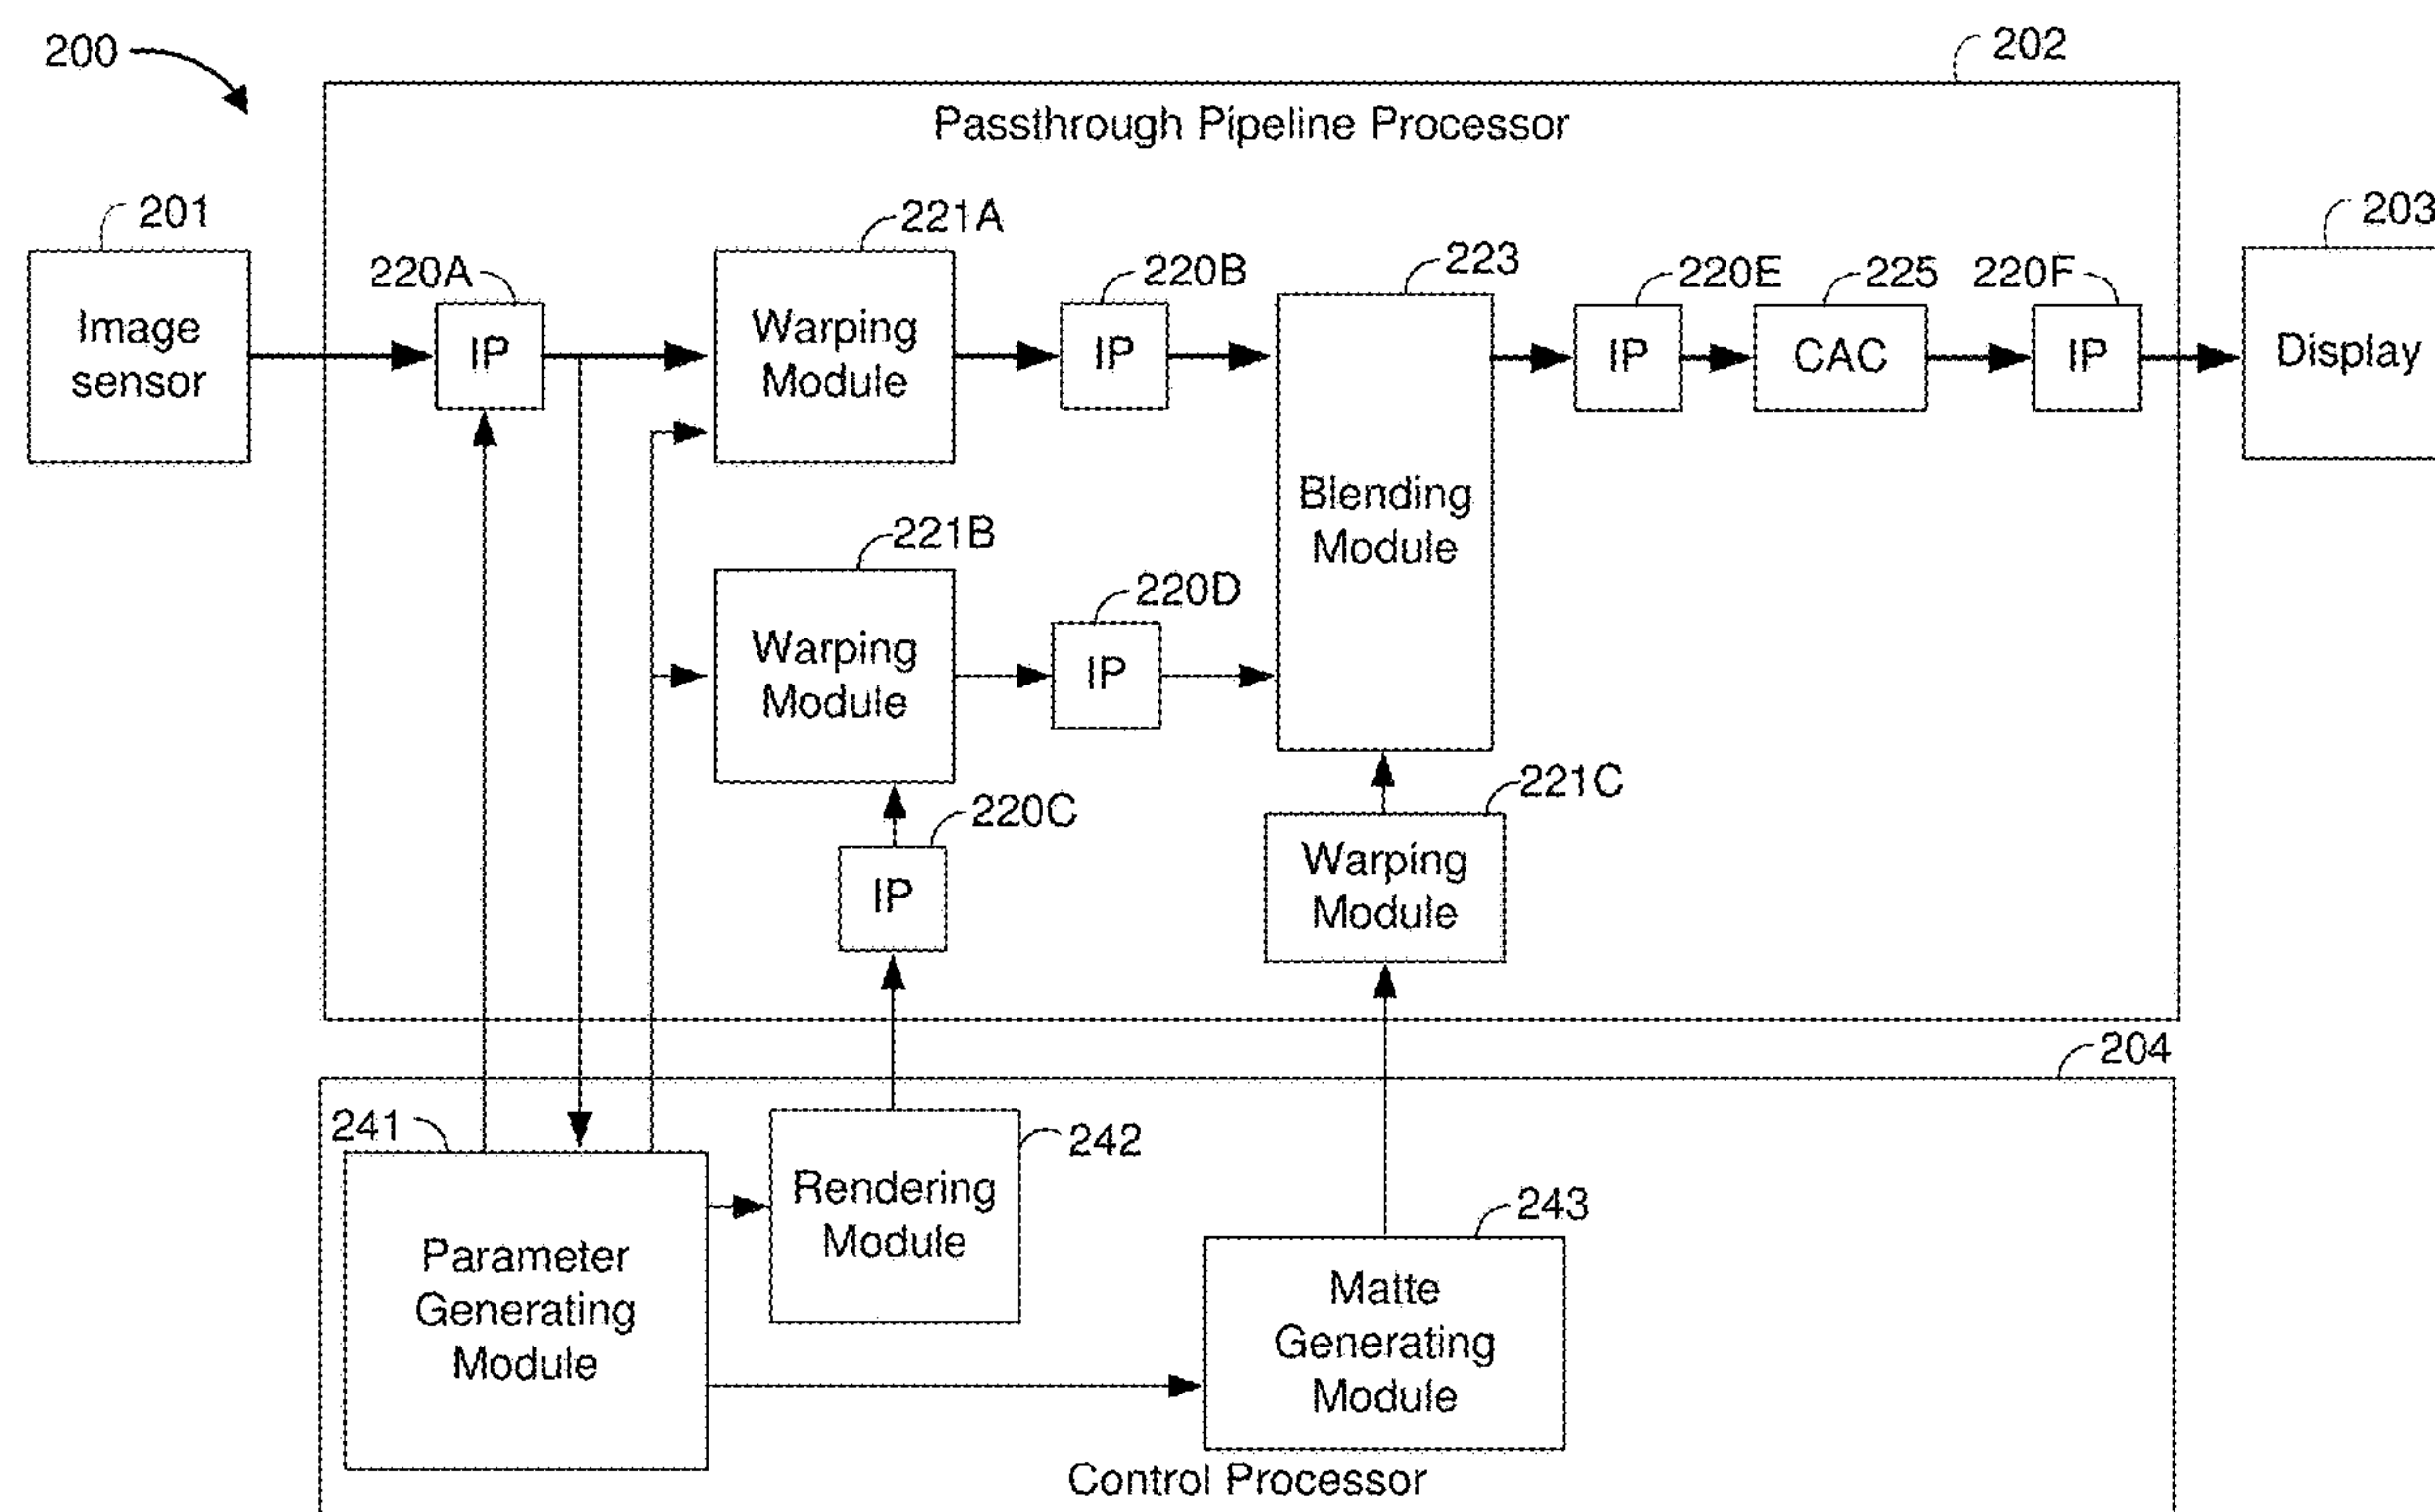 200
202
Passthrough Pipeline Processor
201
Image
sensor
220A
IP
221A
Warping
Module
220B
IP
223
Blending
Module
220E
IP
225
CAC
220F
IP
203
Display
221B
Warping
Module
220D
IP
220C
IP
221C
Warping
Module
204
241
Parameter
Generating
Module
242
Rendering
Module
243
Matte
Generating
Module
Control Processor